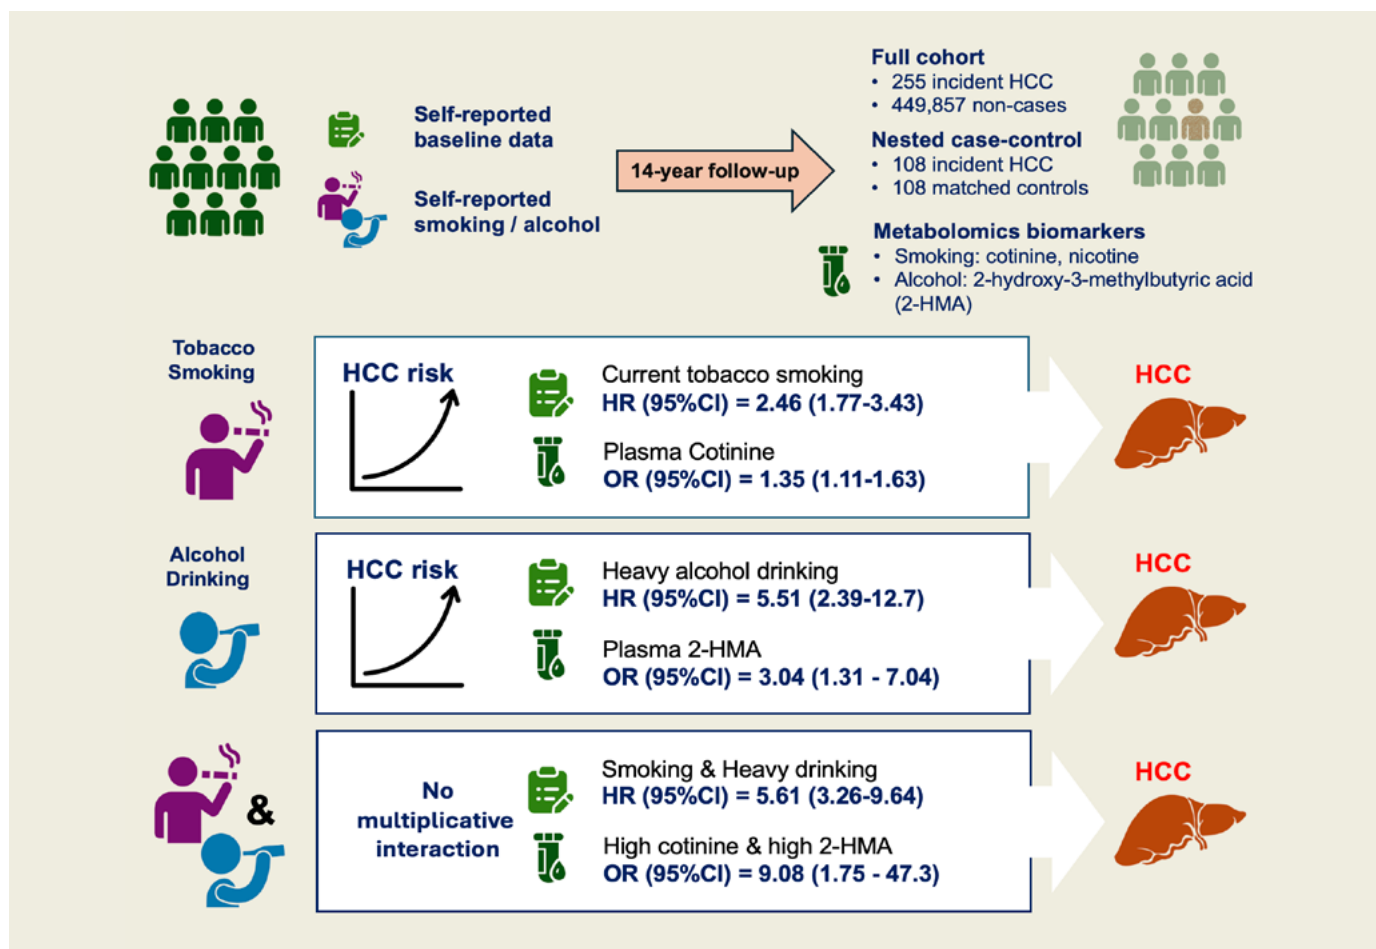 Self-reported
baseline data
Self-reported
smoking / alcohol
14-year follow-up
Full cohort
• 255 incident HCC
• 449,857 non-cases
Nested case-control
• 108 incident HCC
• 108 matched controls
Metabolomics biomarkers
• Smoking: cotinine, nicotine
• Alcohol: 2-hydroxy-3-methylbutyric acid
(2-HMA)
Tobacco
Smoking
HCC risk
Current tobacco smoking
HR (95%CI) = 2.46 (1.77-3.43)
Plasma Cotinine
OR (95%CI) = 1.35 (1.11-1.63)
HCC
Alcohol
Drinking
HCC risk
Heavy alcohol drinking
HR (95%CI) = 5.51 (2.39-12.7)
Plasma 2-HMA
OR (95%CI) = 3.04 (1.31 - 7.04)
HCC
&
No
multiplicative
interaction
Smoking & Heavy drinking
HR (95%CI) = 5.61 (3.26-9.64)
High cotinine & high 2-HMA
OR (95%CI) = 9.08 (1.75 - 47.3)
HCC